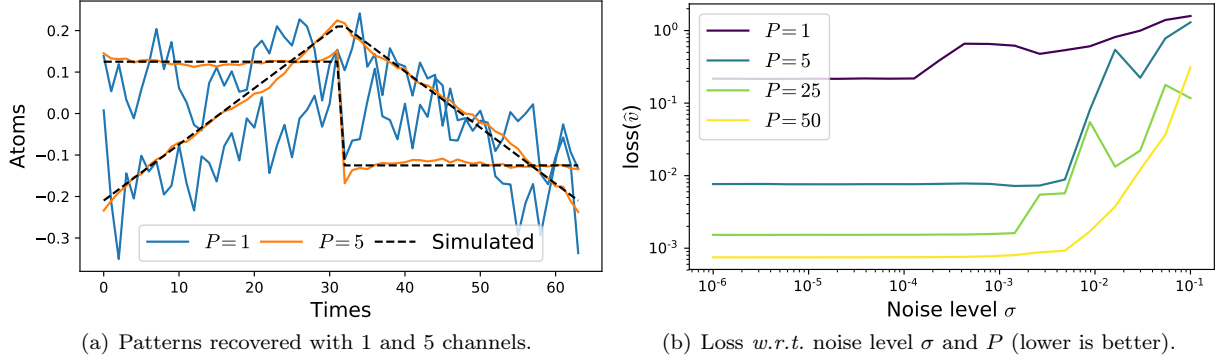 0.2
0.1
0.0
−0.1
−0.2
−0.3
Atoms
0 10 20 30 40 50 60
Times
P = 1 P = 5 Simulated
(a) Patterns recovered with 1 and 5 channels.
10^0
10^-1
10^-2
10^-3
loss(v̂)
P = 1
P = 5
P = 25
P = 50
10^-6 10^-5 10^-4 10^-3 10^-2 10^-1
Noise level σ
(b) Loss w.r.t. noise level σ and P (lower is better).